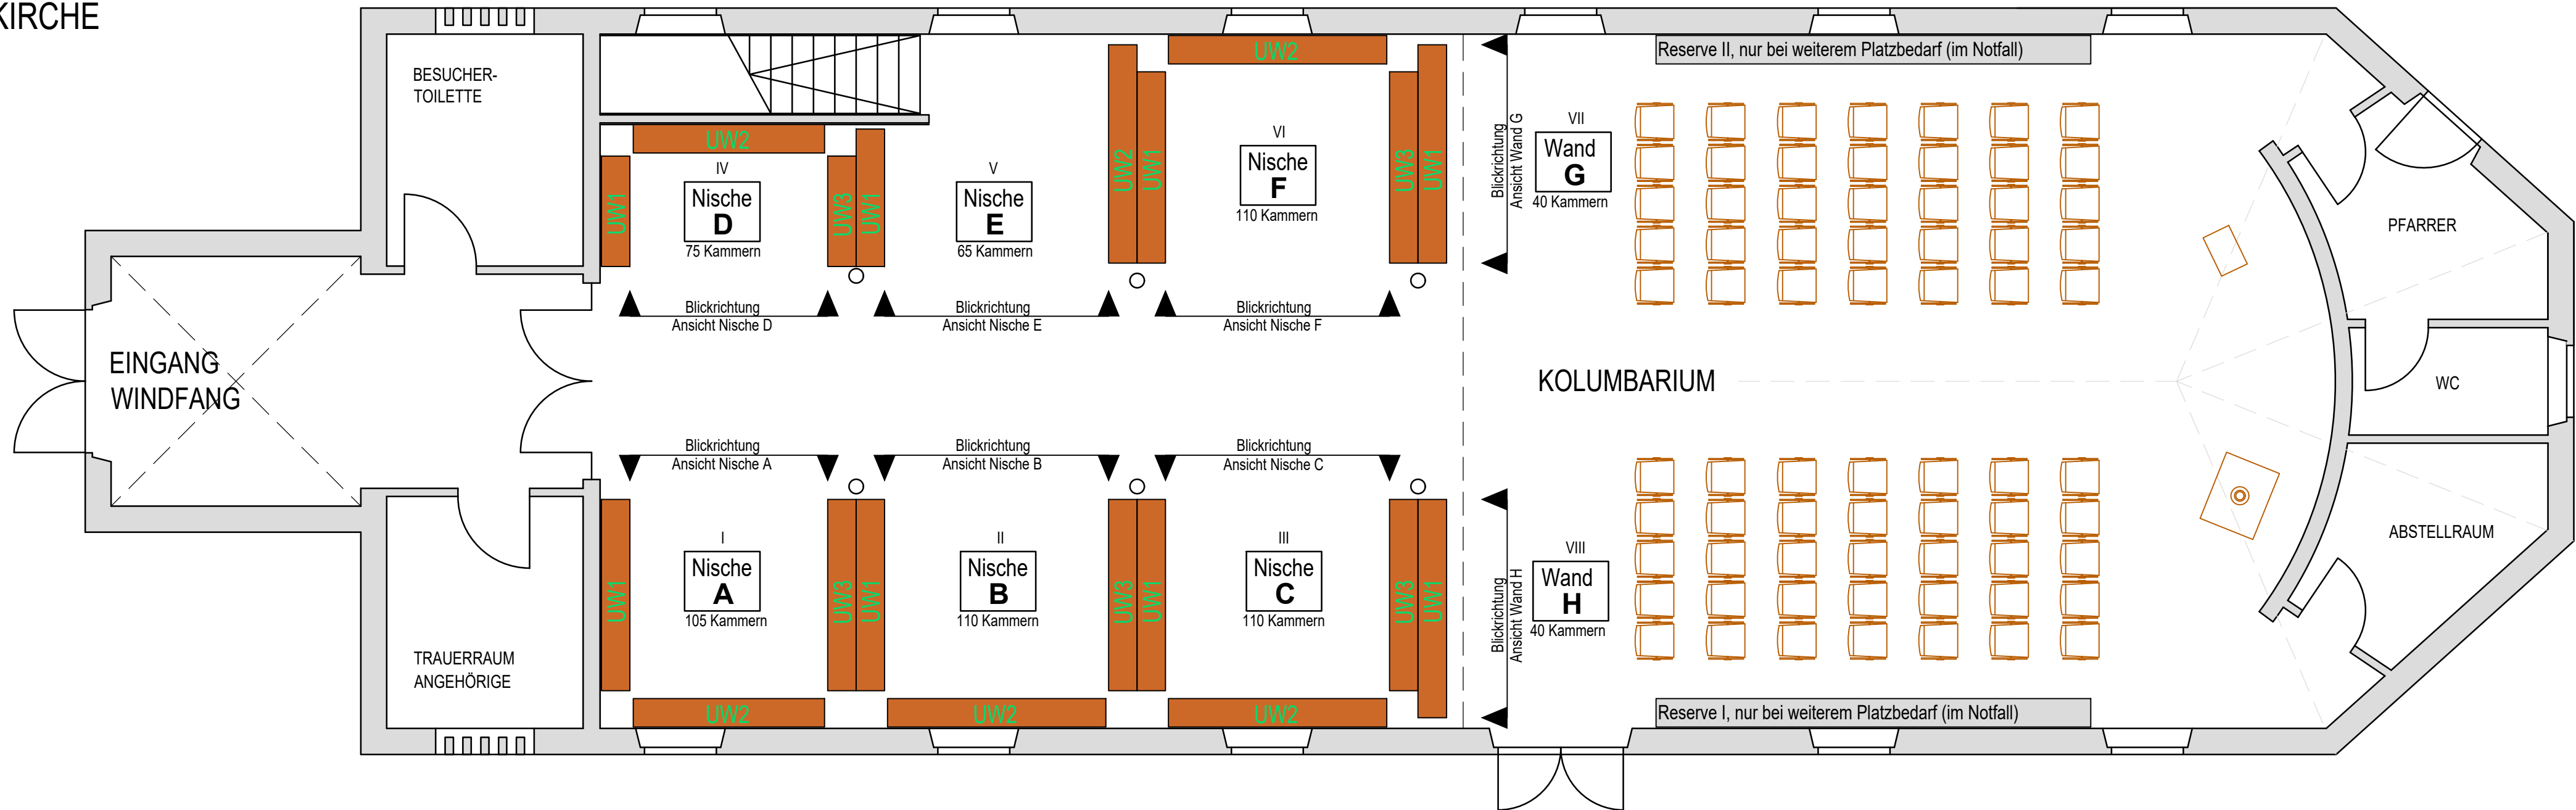 KIRCHE
BESUCHER-
TOILETTE
EINGANG
WINDFANG
TRAUERRAUM
ANGEHÖRIGE
UW2
UW1
IV
Nische
D
75 Kammern
UW3
UW1
Blickrichtung
Ansicht Nische D
V
Nische
E
65 Kammern
UW2
UW1
Blickrichtung
Ansicht Nische E
UW2
VI
Nische
F
110 Kammern
UW3
UW1
Blickrichtung
Ansicht Nische F
Blickrichtung
Ansicht Nische A
UW1
I
Nische
A
105 Kammern
UW3
UW1
UW2
Blickrichtung
Ansicht Nische B
II
Nische
B
110 Kammern
UW3
UW1
UW2
Blickrichtung
Ansicht Nische C
III
Nische
C
110 Kammern
UW3
UW1
UW2
Blickrichtung
Ansicht Wand G
VII
Wand
G
40 Kammern
Reserve II, nur bei weiterem Platzbedarf (im Notfall)
KOLUMBARIUM
Blickrichtung
Ansicht Wand H
VIII
Wand
H
40 Kammern
Reserve I, nur bei weiterem Platzbedarf (im Notfall)
PFARRER
WC
ABSTELLRAUM